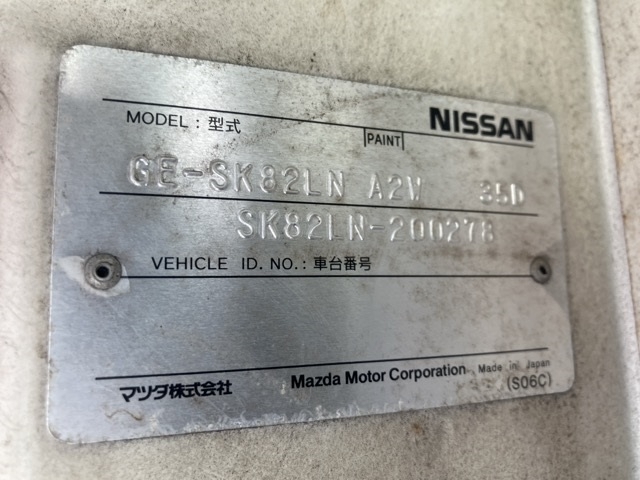 MODEL : 型式 PAINT NISSAN
GE-SK82LN A2W 35D
SK82LN-200278
VEHICLE ID. NO. : 車台番号
マツダ株式会社 Mazda Motor Corporation Made in Japan
(S06C)